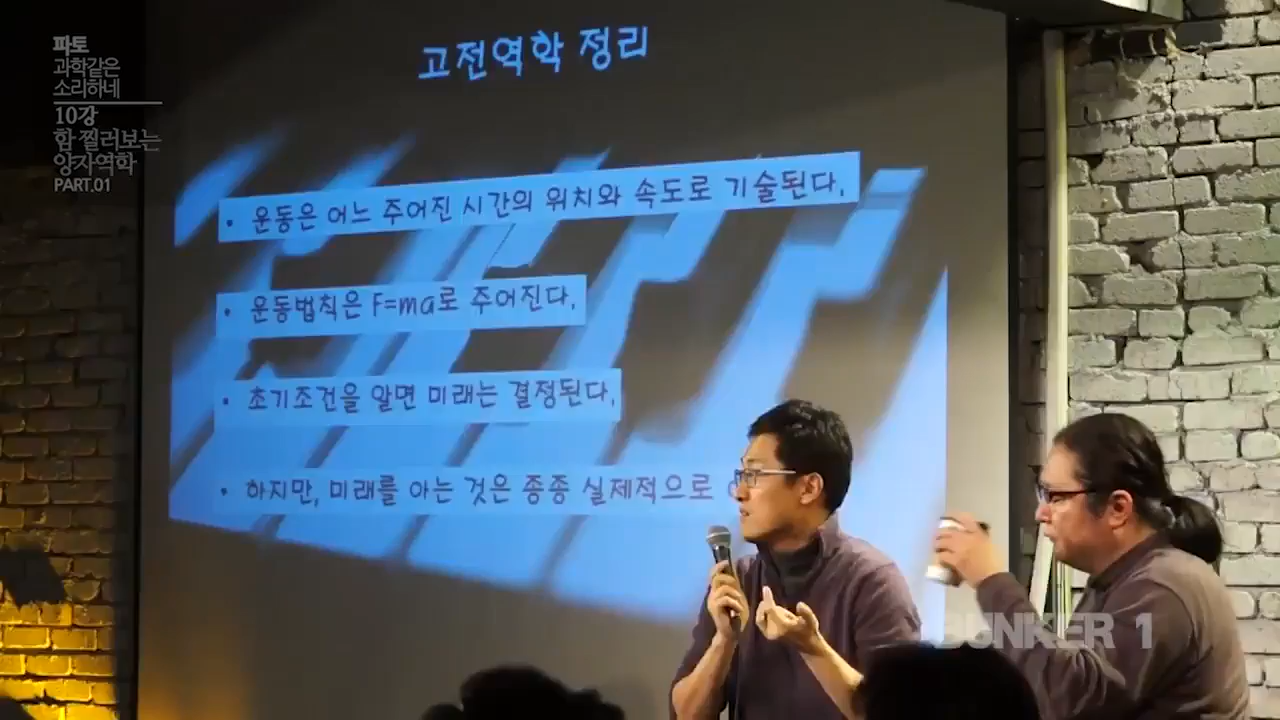 파토
과학같은
소리하네
10강
함 찔러보는
양자역학
PART.01
고전역학 정리
• 운동은 어느 주어진 시간의 위치와 속도로 기술된다.
• 운동법칙은 F=ma로 주어진다.
• 초기조건을 알면 미래는 결정된다.
• 하지만, 미래를 아는 것은 종종 실제적으로
BUNKER 1